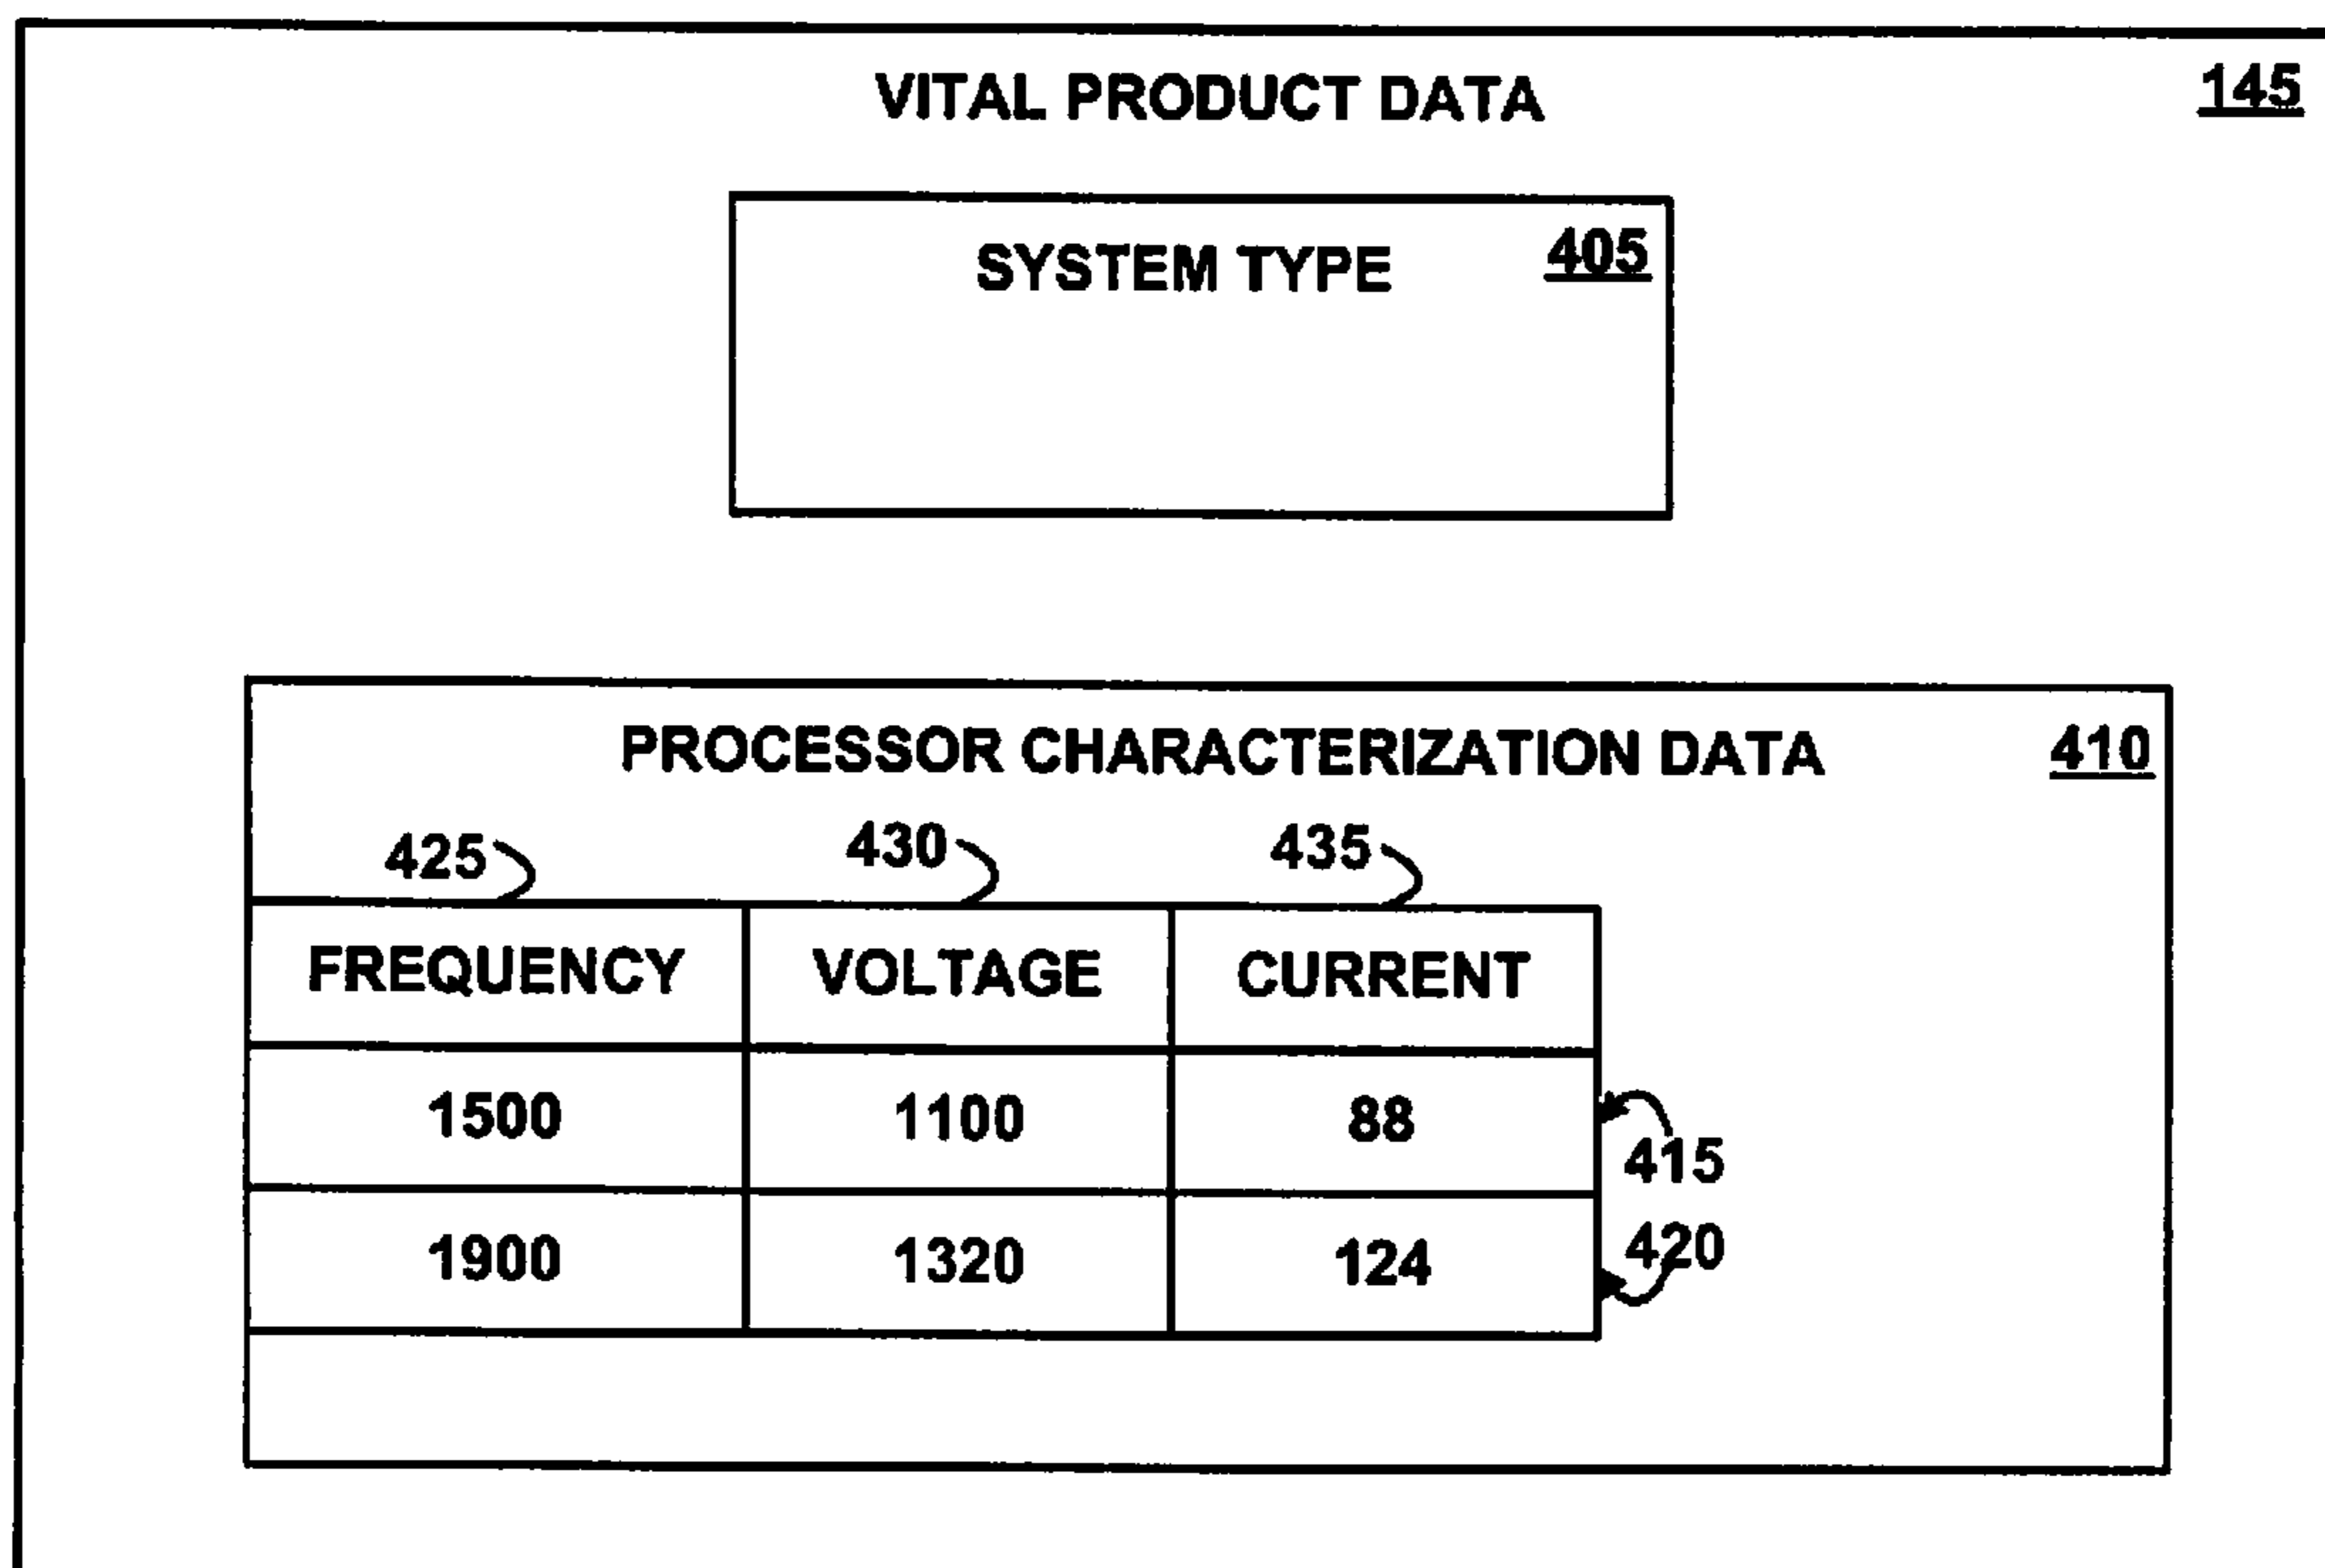 VITAL PRODUCT DATA 145
SYSTEM TYPE 405
PROCESSOR CHARACTERIZATION DATA 410
425 430 435
FREQUENCY VOLTAGE CURRENT
1500 1100 88
415
1900 1320 124
420